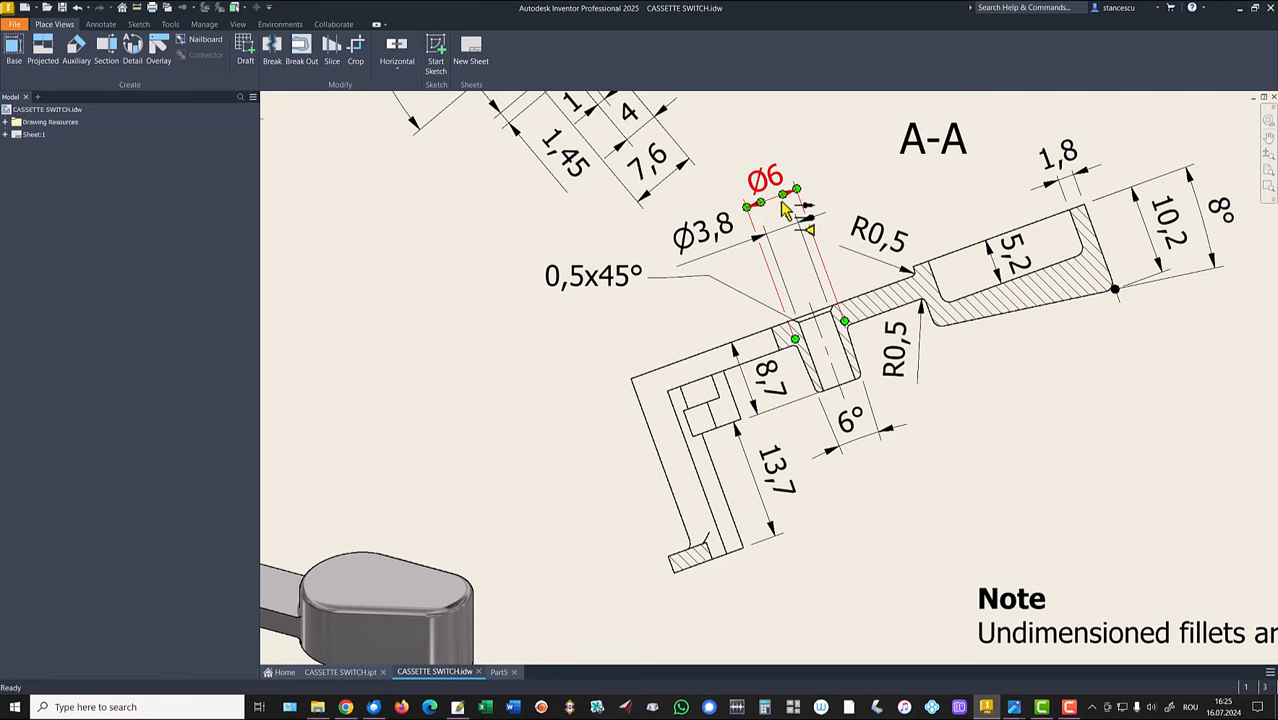 Autodesk Inventor Professional 2025 CASSETTE SWITCH.idw
Search Help & Commands...
stancescu
File Place Views Annotate Sketch Tools Manage View Environments Collaborate
Base Projected Auxiliary Section Detail Overlay
Nailboard
Connector
Draft
Break Break Out Slice Crop
Horizontal
Start
Sketch
New Sheet
Create
Modify
Sketch
Sheets
Model
CASSETTE SWITCH.idw
Drawing Resources
Sheet:1
1
4
1,45
7,6
A-A
1,8
Ø6
Ø3,8
R0,5
5,2
10,2
8°
0,5x45°
R0,5
8,7
6°
13,7
Note
Undimensioned fillets ar
Home CASSETTE SWITCH.ipt CASSETTE SWITCH.idw Part5
Ready
1 3
Type here to search
ROU
16:25
16.07.2024